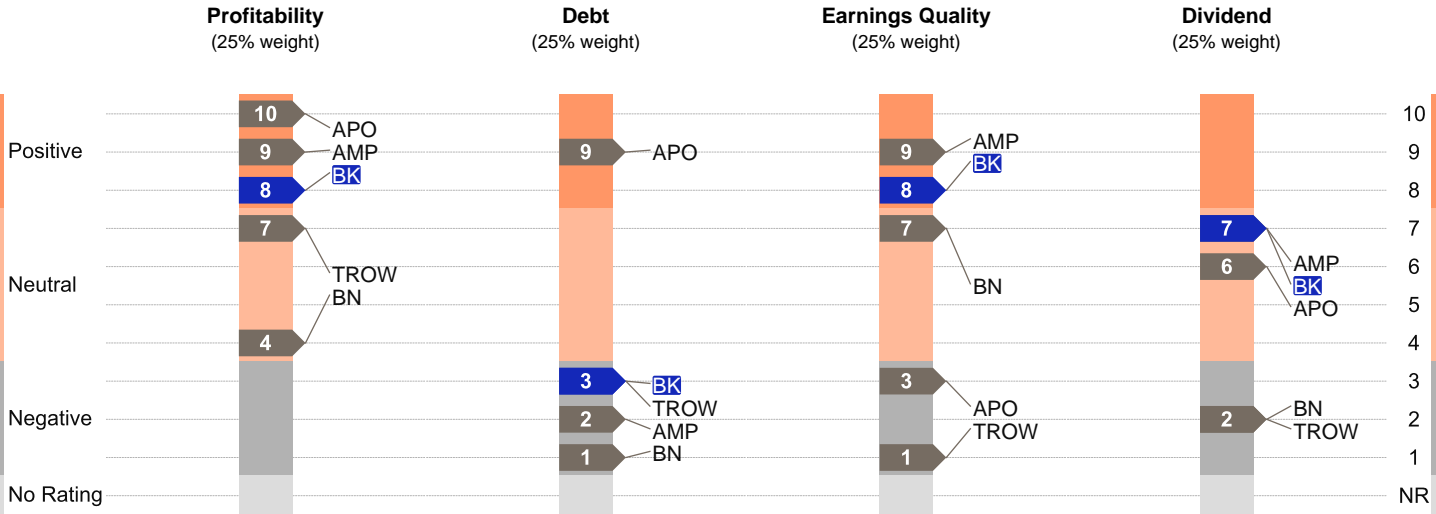 Profitability
(25% weight)
Debt
(25% weight)
Earnings Quality
(25% weight)
Dividend
(25% weight)
Positive
Neutral
Negative
No Rating
10
9
8
7
4
APO
AMP
BK
TROW
BN
9
3
2
1
APO
BK
TROW
AMP
BN
9
8
7
3
1
AMP
BK
BN
APO
TROW
7
6
2
AMP
BK
APO
BN
TROW
10
9
8
7
6
5
4
3
2
1
NR